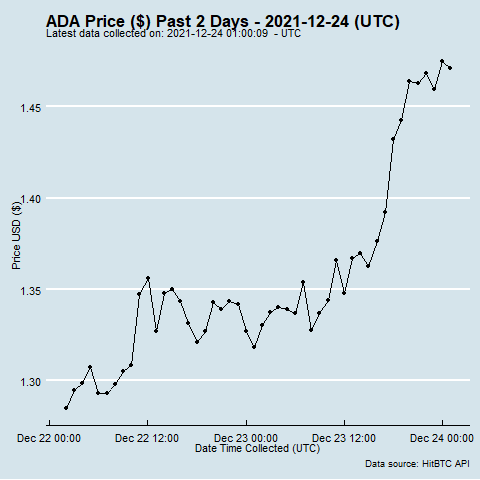 ADA Price ($) Past 2 Days - 2021-12-24 (UTC)
Latest data collected on: 2021-12-24 01:00:09  - UTC
1.45
1.40
Price USD ($)
1.35
1.30
Dec 22 00:00 Dec 22 12:00 Dec 23 00:00 Dec 23 12:00 Dec 24 00:00
Date Time Collected (UTC)
Data source: HitBTC API